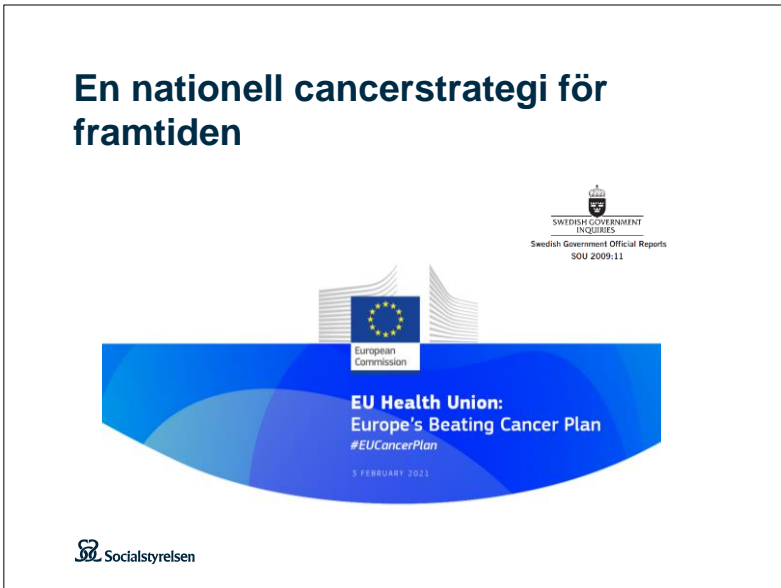 En nationell cancerstrategi för
framtiden
SWEDISH GOVERNMENT
INQUIRIES
Swedish Government Official Reports
SOU 2009:11
European
Commission
EU Health Union:
Europe's Beating Cancer Plan
#EUCancerPlan
3 FEBRUARY 2021
Socialstyrelsen